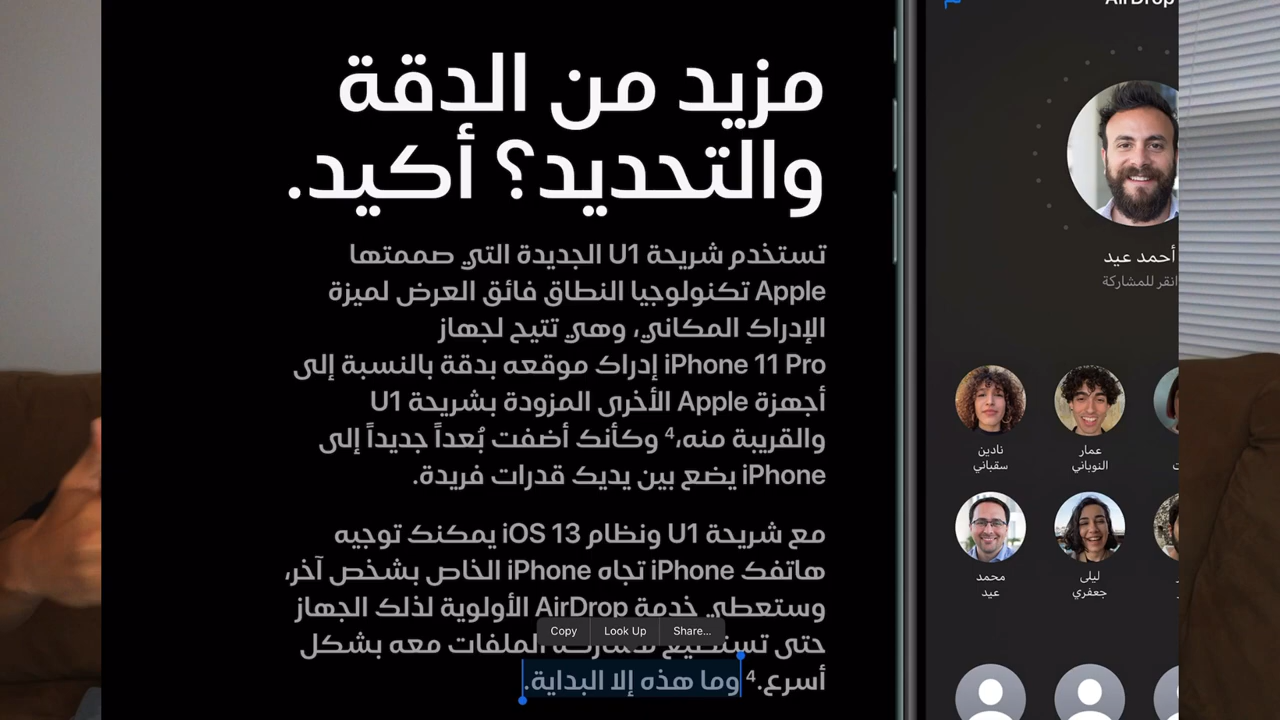 مزيد من الدقة
والتحديد؟ أكيد.
تستخدم شريحة U1 الجديدة التي صممتها
Apple تكنولوجيا النطاق فائق العرض لميزة
الإدراك المكاني، وهي تتيح لجهاز
iPhone 11 Pro إدراك موقعه بدقة بالنسبة إلى
أجهزة Apple الأخرى المزودة بشريحة U1
والقريبة منه،⁴ وكأنك أضفت بُعداً جديداً إلى
iPhone يضع بين يديك قدرات فريدة.
مع شريحة U1 ونظام iOS 13 يمكنك توجيه
هاتفك iPhone تجاه iPhone الخاص بشخص آخر،
وستعطي خدمة AirDrop الأولوية لذلك الجهاز
Copy Look Up Share...
حتى تستطيع مشاركة الملفات معه بشكل
أسرع.⁴ وما هذه إلا البداية.
AirDrop
أحمد عيد
انقر للمشاركة
نادين
سقباني
عمار
النوباني
محمد
عيد
ليلى
جعفري